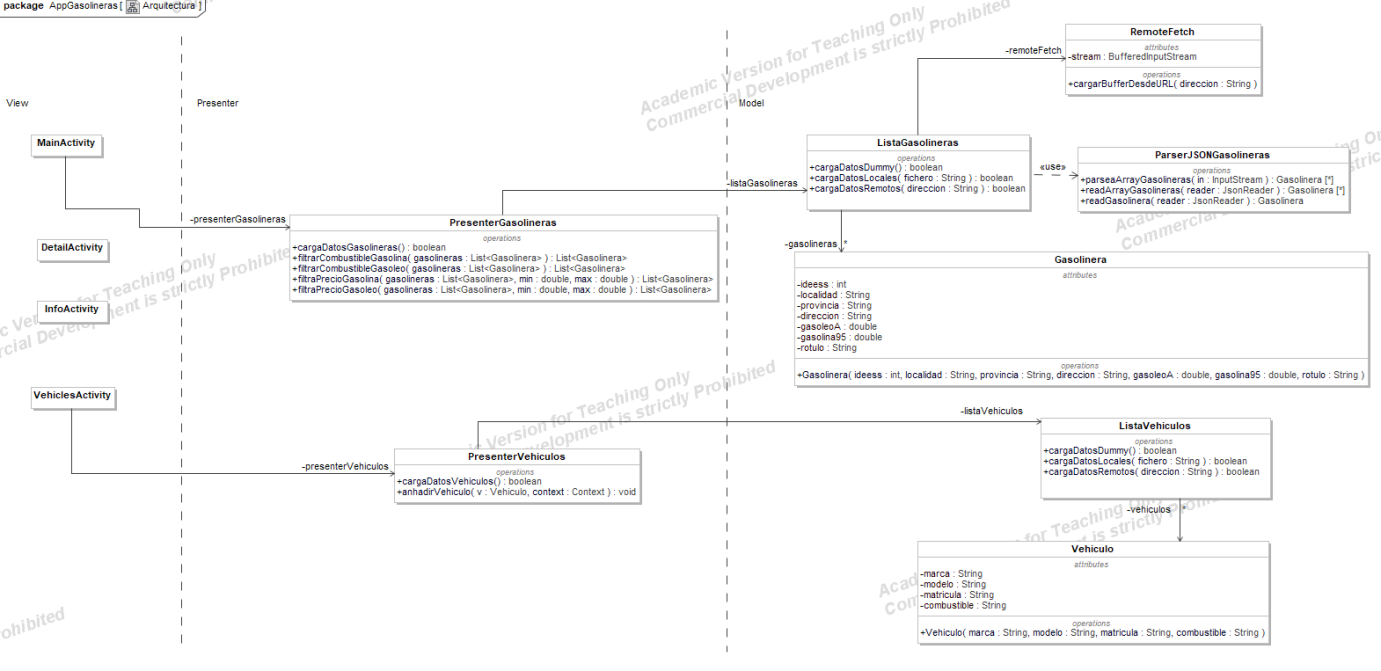 package AppGasolineras [ Arquitectura ]
View
Presenter
Model
MainActivity
DetailActivity
InfoActivity
VehiclesActivity
-presenterGasolineras
PresenterGasolineras
operations
+cargaDatosGasolineras() : boolean
+filtrarCombustibleGasolina( gasolineras : List<Gasolinera> ) : List<Gasolinera>
+filtrarCombustibleGasoleo( gasolineras : List<Gasolinera> ) : List<Gasolinera>
+filtraPrecioGasolina( gasolineras : List<Gasolinera>, min : double, max : double ) : List<Gasolinera>
+filtraPrecioGasoleo( gasolineras : List<Gasolinera>, min : double, max : double ) : List<Gasolinera>
-presenterVehiculos
PresenterVehiculos
operations
+cargaDatosVehiculos() : boolean
+anhadirVehiculo( v : Vehiculo, context : Context ) : void
-listaGasolineras
-remoteFetch
RemoteFetch
attributes
-stream : BufferedInputStream
operations
+cargarBufferDesdeURL( direccion : String )
ListaGasolineras
operations
+cargaDatosDummy() : boolean
+cargaDatosLocales( fichero : String ) : boolean
+cargaDatosRemotos( direccion : String ) : boolean
«use»
ParserJSONGasolineras
operations
+parseaArrayGasolineras( in : InputStream ) : Gasolinera [*]
+readArrayGasolineras( reader : JsonReader ) : Gasolinera [*]
+readGasolinera( reader : JsonReader ) : Gasolinera
-gasolineras *
Gasolinera
attributes
-ideess : int
-localidad : String
-provincia : String
-direccion : String
-gasoleoA : double
-gasolina95 : double
-rotulo : String
operations
+Gasolinera( ideess : int, localidad : String, provincia : String, direccion : String, gasoleoA : double, gasolina95 : double, rotulo : String )
-listaVehiculos
ListaVehiculos
operations
+cargaDatosDummy() : boolean
+cargaDatosLocales( fichero : String ) : boolean
+cargaDatosRemotos( direccion : String ) : boolean
-vehiculos *
Vehiculo
attributes
-marca : String
-modelo : String
-matricula : String
-combustible : String
operations
+Vehiculo( marca : String, modelo : String, matricula : String, combustible : String )
Academic Version for Teaching Only
Commercial Development is strictly Prohibited